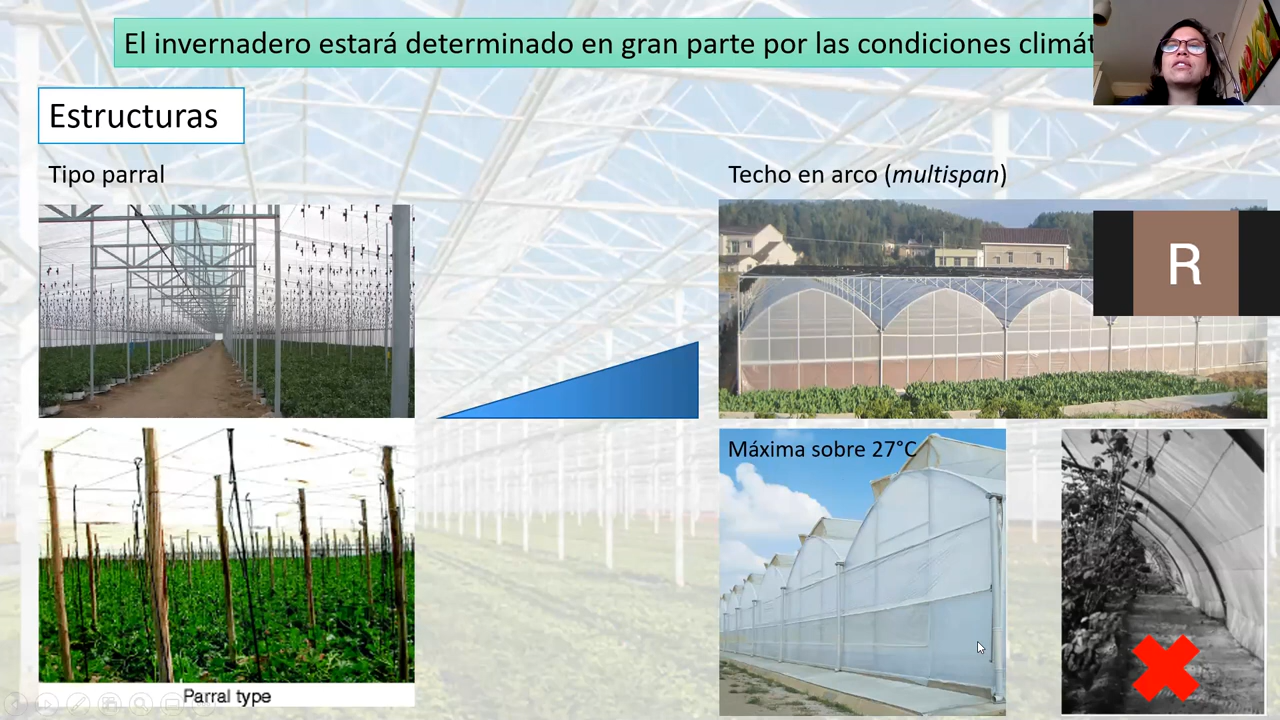 El invernadero estará determinado en gran parte por las condiciones climát
Estructuras
Tipo parral
Techo en arco (multispan)
R
Máxima sobre 27°C
Parral type